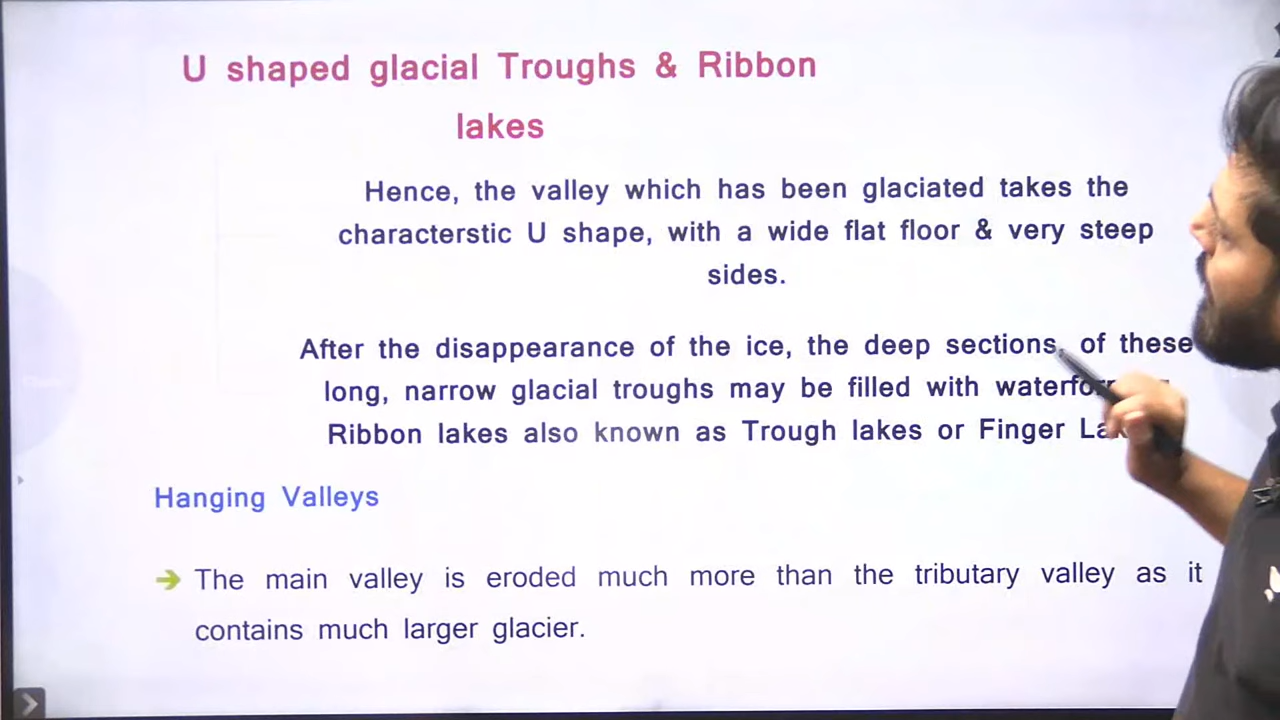 U shaped glacial Troughs & Ribbon
lakes
Hence, the valley which has been glaciated takes the
characterstic U shape, with a wide flat floor & very steep
sides.
After the disappearance of the ice, the deep sections, of these
long, narrow glacial troughs may be filled with
Ribbon lakes also known as Trough lakes or Finger
Hanging Valleys
➔ The main valley is eroded much more than the tributary valley as it
contains much larger glacier.